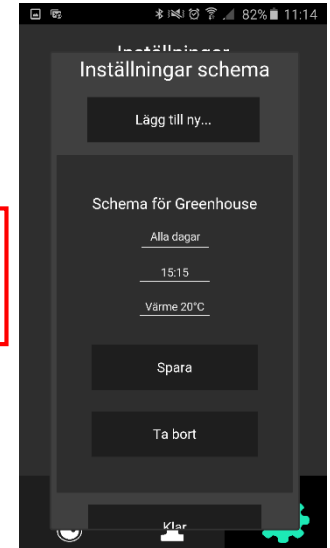 82% 11:14
Inställningar
Inställningar schema
Lägg till ny...
Schema för Greenhouse
Alla dagar
15:15
Värme 20°C
Spara
Ta bort
Klar